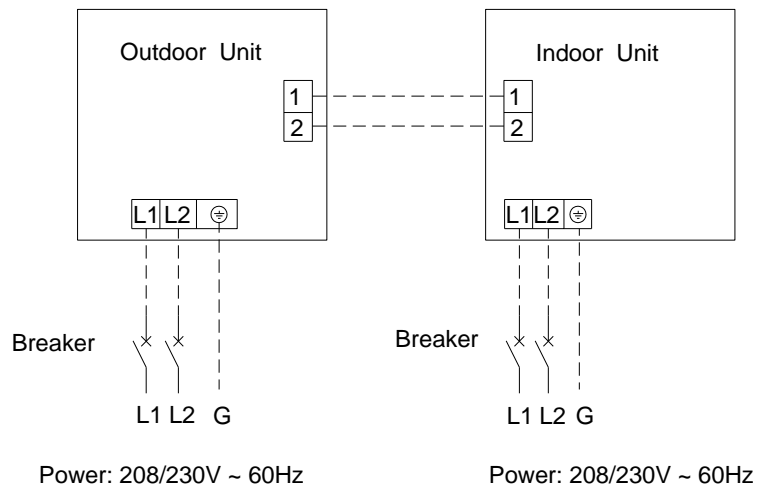 Outdoor Unit
Indoor Unit
1
1
2
2
L1 L2
L1 L2
Breaker
Breaker
L1 L2 G
L1 L2 G
Power: 208/230V ~ 60Hz
Power: 208/230V ~ 60Hz